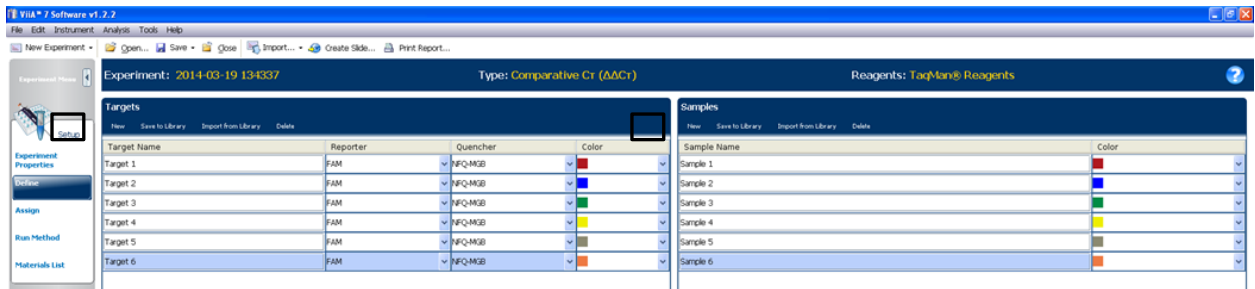 ViiA™ 7 Software v1.2.2
File Edit Instrument Analysis Tools Help
New Experiment Open... Save Close Import... Create Slide... Print Report...
Experiment Menu Experiment: 2014-03-19 134337 Type: Comparative Cт (ΔΔCт) Reagents: TaqMan® Reagents ?
Setup
Experiment
Properties
Define
Assign
Run Method
Materials List
Targets
New Save to Library Import from Library Delete
Target Name Reporter Quencher Color
Target 1 FAM NFQ-MGB
Target 2 FAM NFQ-MGB
Target 3 FAM NFQ-MGB
Target 4 FAM NFQ-MGB
Target 5 FAM NFQ-MGB
Target 6 FAM NFQ-MGB
Samples
New Save to Library Import from Library Delete
Sample Name Color
Sample 1
Sample 2
Sample 3
Sample 4
Sample 5
Sample 6